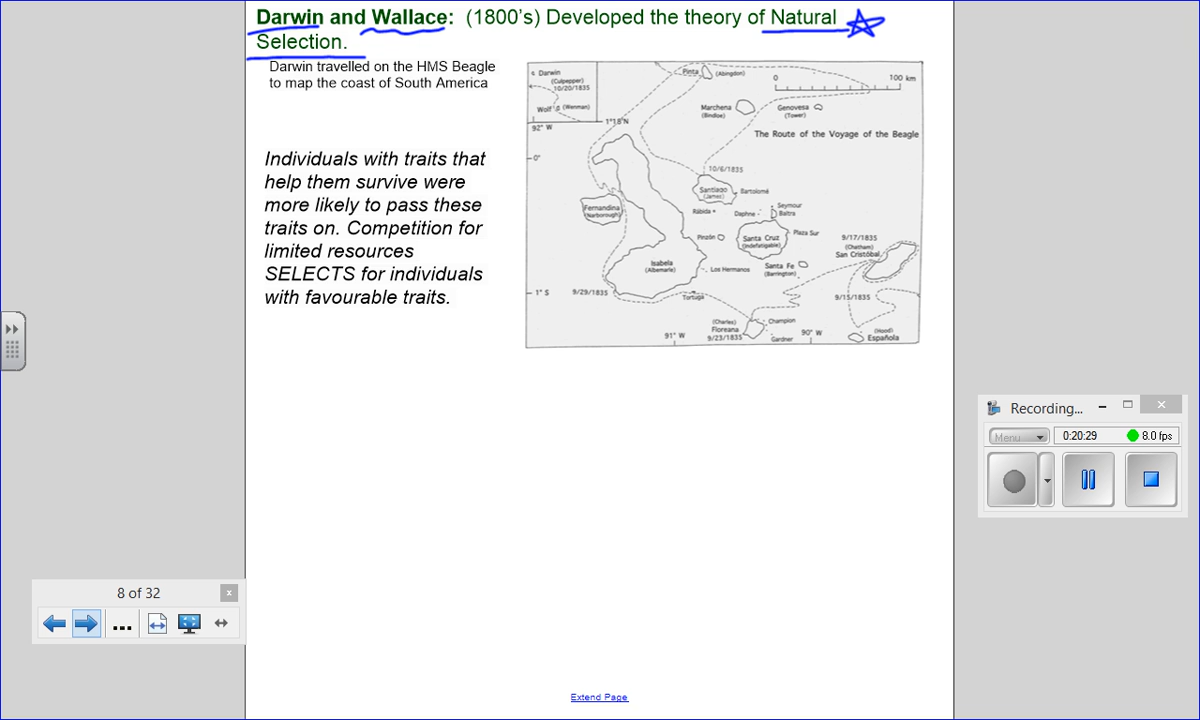 Darwin and Wallace: (1800's) Developed the theory of Natural
Selection.
Darwin travelled on the HMS Beagle
to map the coast of South America
Individuals with traits that
help them survive were
more likely to pass these
traits on. Competition for
limited resources
SELECTS for individuals
with favourable traits.
Darwin
(Culpepper)
10/20/1835
Wolf (Wenman)
92° W
1°15'N
Pinta (Abingdon)
0 100 km
Marchena
(Bindloe)
Genovesa
(Tower)
The Route of the Voyage of the Beagle
0°
10/6/1835
Santiago
(James)
Bartolomé
Fernandina
(Narborough)
Rábida
Daphne
Seymour
Baltra
Pinzón
Santa Cruz
(Indefatigable)
Plaza Sur
9/17/1835
(Chatham)
San Cristóbal
Isabela
(Albemarle)
Los Hermanos
Santa Fe
(Barrington)
1° S
9/29/1835
Tortuga
9/15/1835
(Charles)
Floreana
9/23/1835
Champion
Gardner
91° W
90° W
(Hood)
Española
Recording...
Menu
0:20:29
8.0 fps
8 of 32
Extend Page